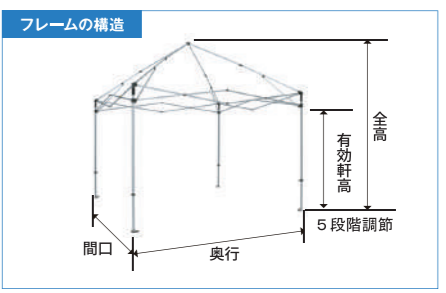 フレームの構造
全高
有効軒高
5段階調節
間口
奥行